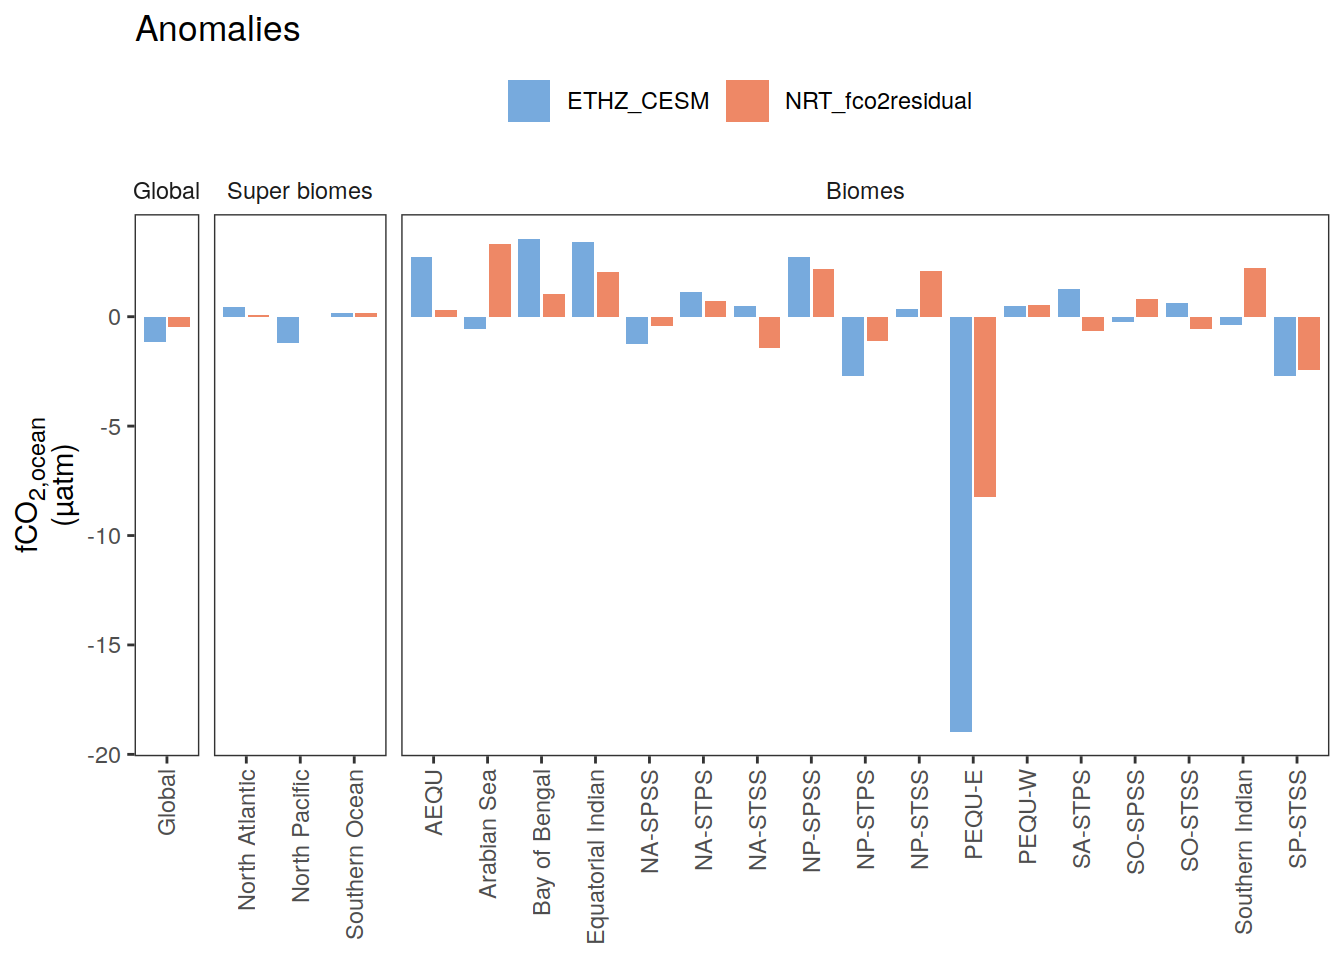 Anomalies
ETHZ_CESM
NRT_fco2residual
Global
Super biomes
Biomes
fCO2,ocean
(µatm)
0
-5
-10
-15
-20
Global
North Atlantic
North Pacific
Southern Ocean
AEQU
Arabian Sea
Bay of Bengal
Equatorial Indian
NA-SPSS
NA-STPS
NA-STSS
NP-SPSS
NP-STPS
NP-STSS
PEQU-E
PEQU-W
SA-STPS
SO-SPSS
SO-STSS
Southern Indian
SP-STSS